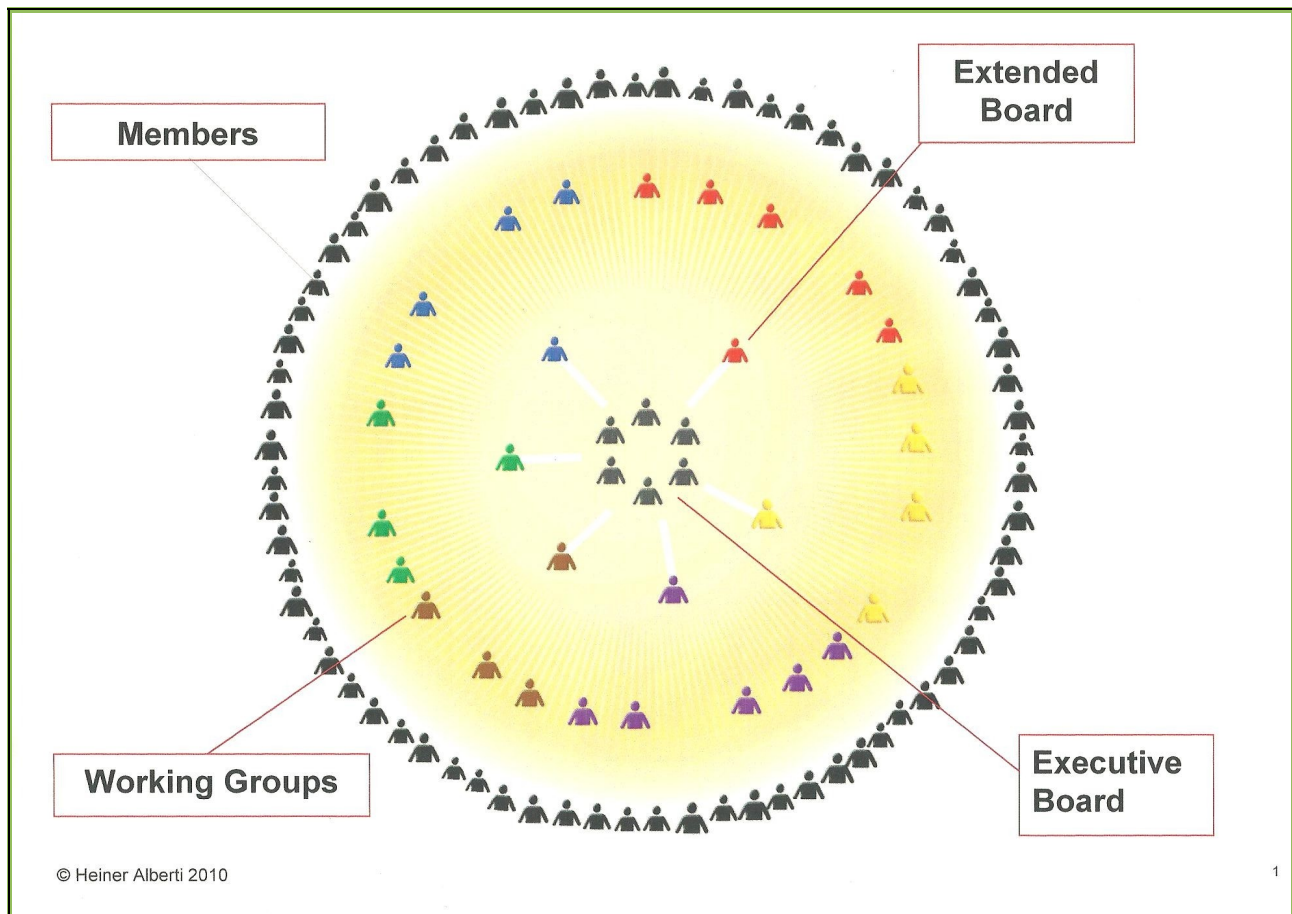 Extended
Board
Members
Working Groups
Executive
Board
© Heiner Alberti 2010
1